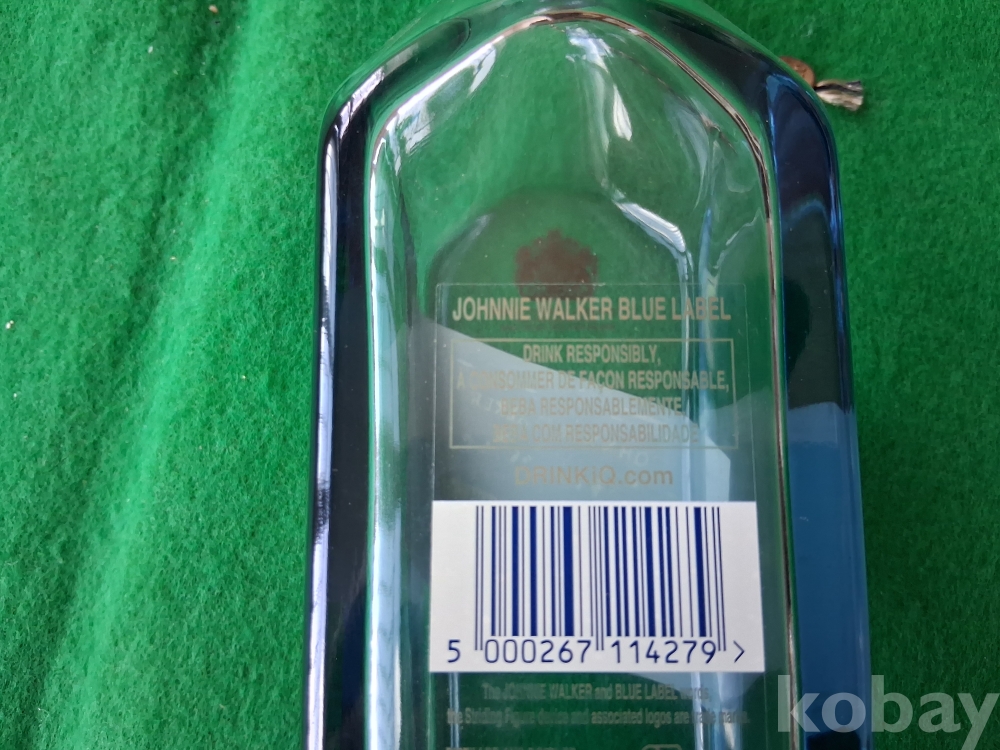 JOHNNIE WALKER BLUE LABEL
DRINK RESPONSIBLY,
À CONSOMMER DE FAÇON RESPONSABLE,
BEBA RESPONSABLEMENTE,
BEBA COM RESPONSABILIDADE
DRINKiQ.com
5 000267 114279 >
The JOHNNIE WALKER and BLUE LABEL words,
the Striding Figure device and associated logos are trade marks.
kobay